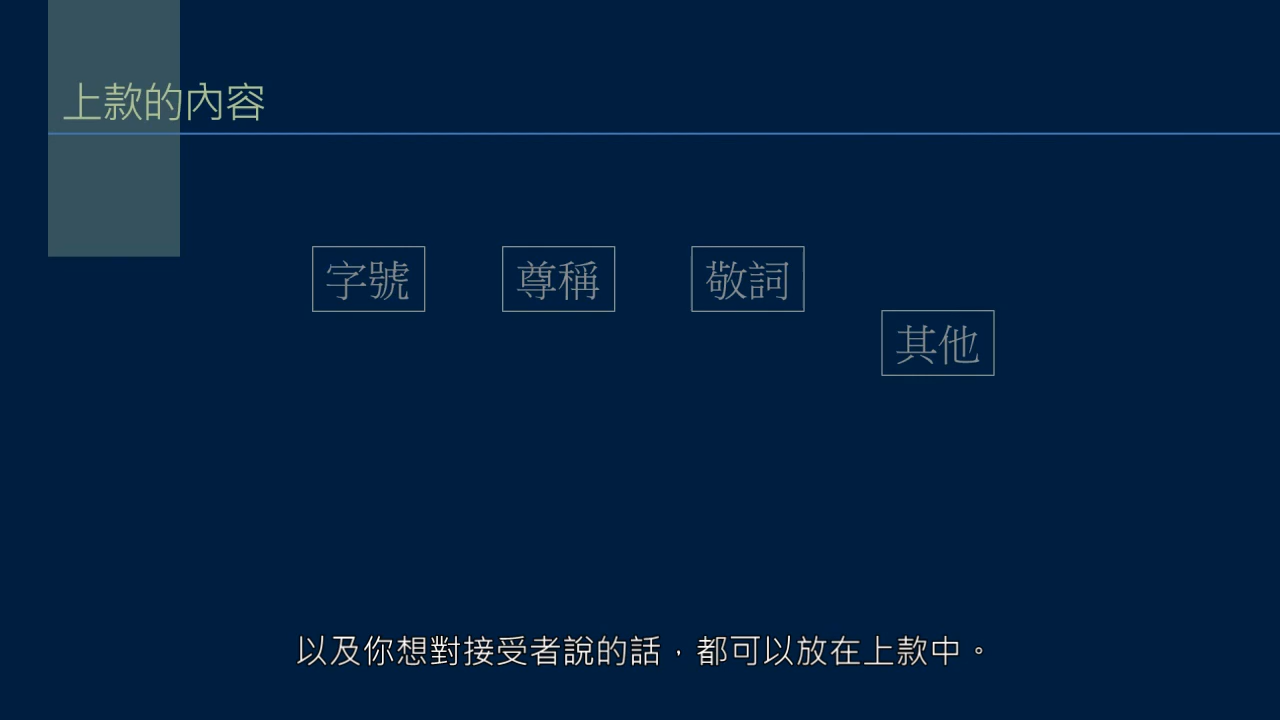 上款的內容
字號 尊稱 敬詞
其他
以及你想對接受者說的話，都可以放在上款中。